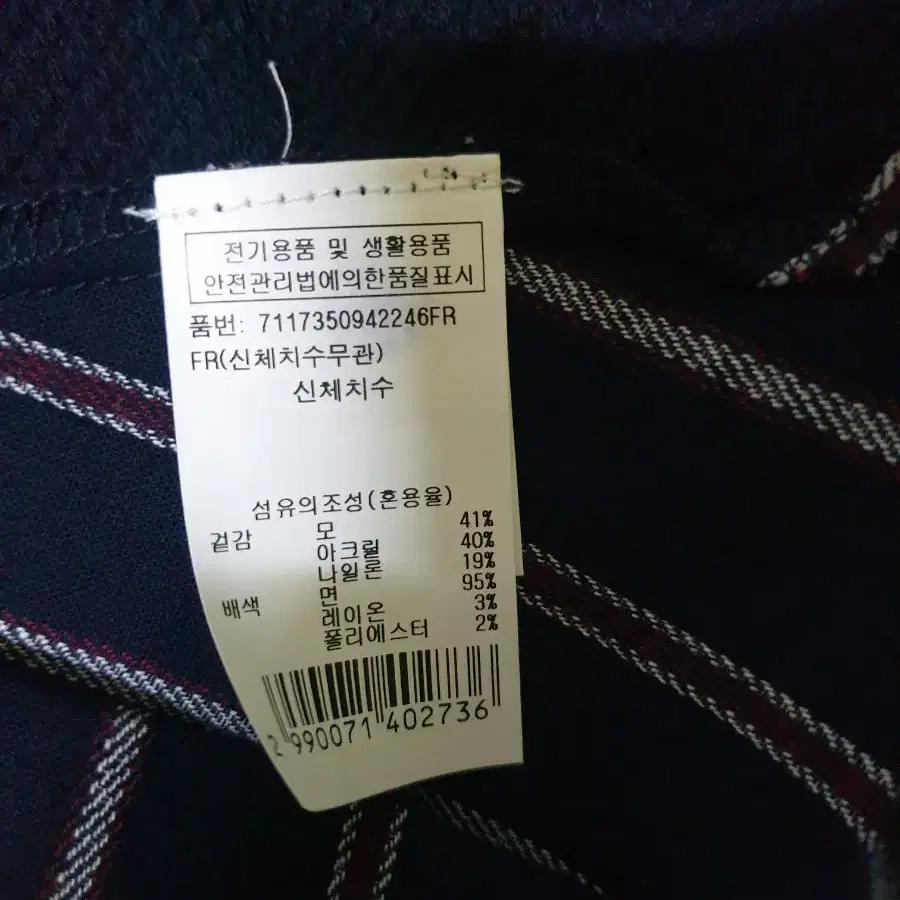 전기용품 및 생활용품
안전관리법에의한품질표시
품번: 7117350942246FR
FR(신체치수무관)
신체치수
섬유의조성(혼용율)
겉감 모 41%
아크릴 40%
나일론 19%
배색 면 95%
레이온 3%
폴리에스터 2%
2 990071 402736